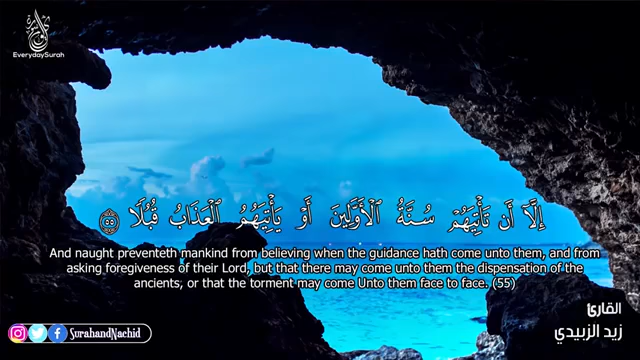 EverydaySurah
إِلَّآ أَن تَأْتِيَهُمْ سُنَّةُ ٱلْأَوَّلِينَ أَوْ يَأْتِيَهُمُ ٱلْعَذَابُ قُبُلًا ۝٥٥
And naught preventeth mankind from believing when the guidance hath come unto them, and from
asking foregiveness of their Lord, but that there may come unto them the dispensation of the
ancients, or that the torment may come Unto them face to face. (55)
القارئ
زيد الزبيدي
SurahandNachid